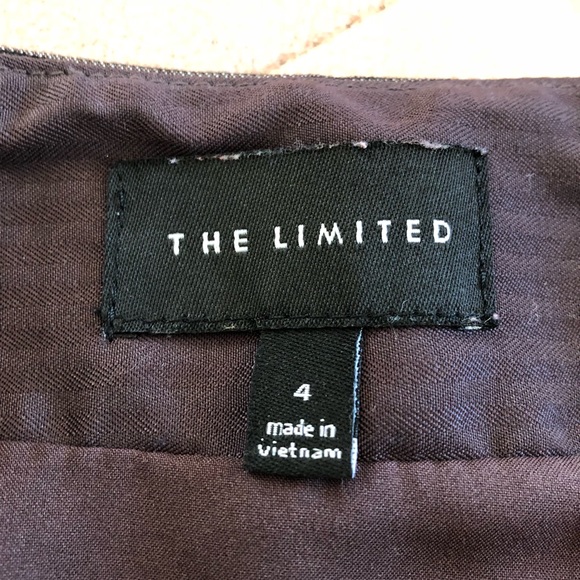 THE LIMITED
4
made in
vietnam